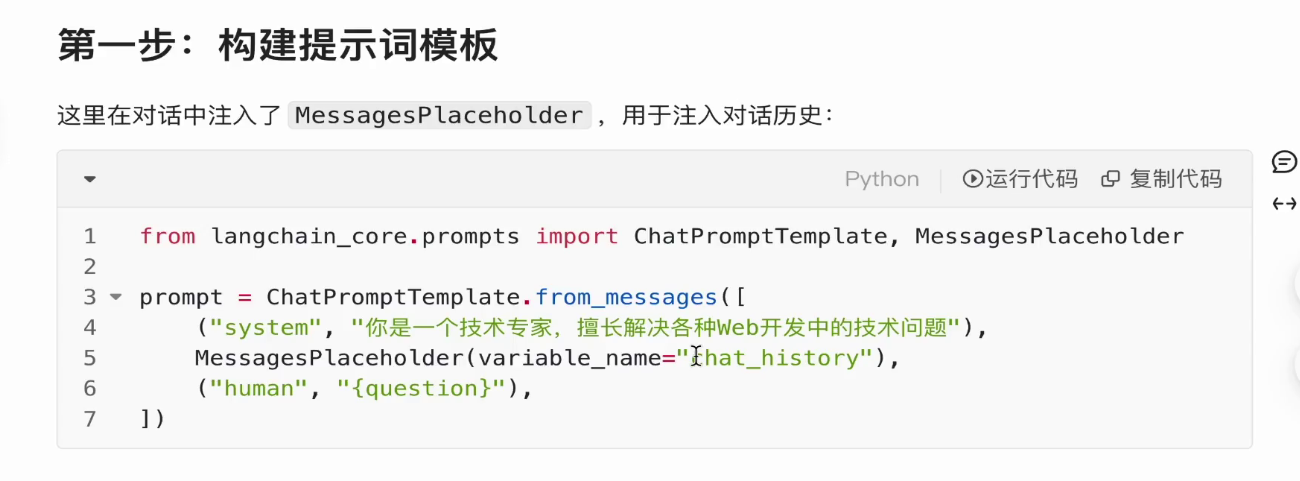 第一步：构建提示词模板
这里在对话中注入了 MessagesPlaceholder ，用于注入对话历史：
Python 运行代码 复制代码
1 from langchain_core.prompts import ChatPromptTemplate, MessagesPlaceholder
2
3 prompt = ChatPromptTemplate.from_messages([
4     ("system", "你是一个技术专家，擅长解决各种Web开发中的技术问题"),
5     MessagesPlaceholder(variable_name="chat_history"),
6     ("human", "{question}"),
7 ])